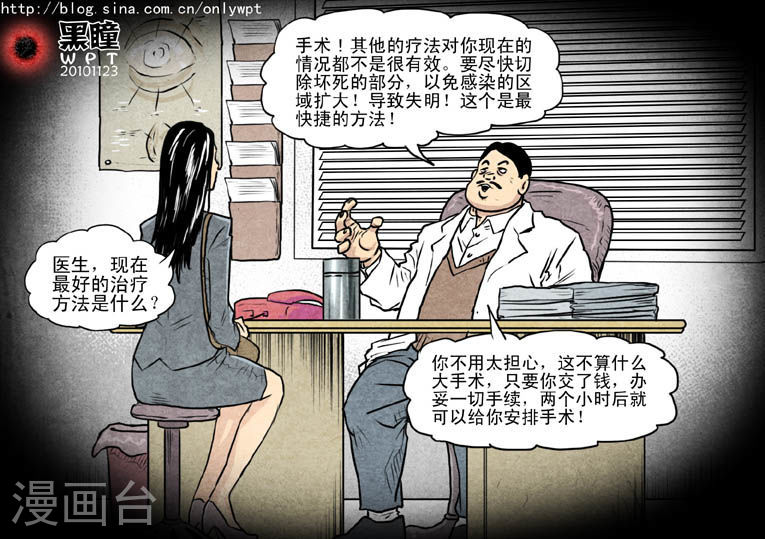 http://blog.sina.com.cn/onlywpt
黑瞳
WPT
20101123
手术！其他的疗法对你现在的
情况都不是很有效。要尽快切
除坏死的部分，以免感染的区
域扩大！导致失明！这个是最
快捷的方法！
医生，现在
最好的治疗
方法是什么？
你不用太担心，这不算什么
大手术，只要你交了钱，办
妥一切手续，两个小时后就
可以给你安排手术！
漫画台